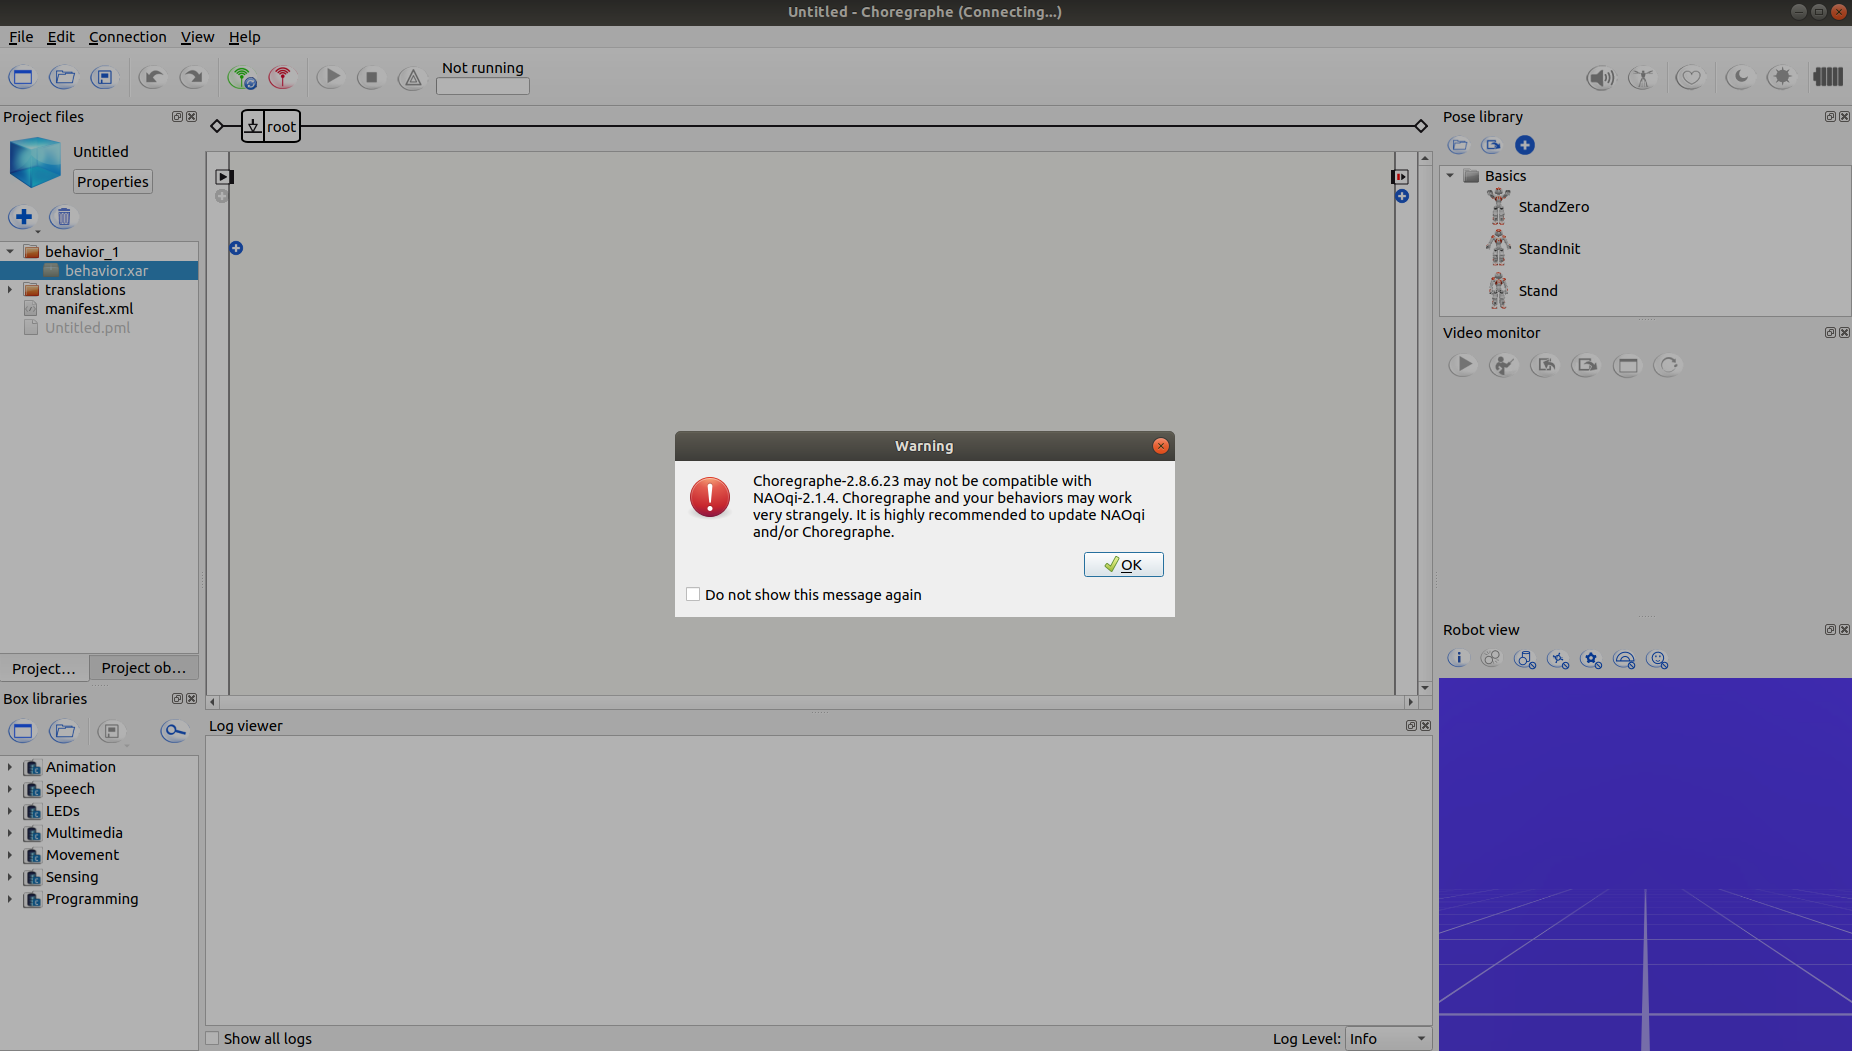 Untitled - Choregraphe (Connecting...)
File Edit Connection View Help
Not running
Project files
Untitled
Properties
behavior_1
behavior.xar
translations
manifest.xml
Untitled.pml
Project...
Project ob...
Box libraries
Animation
Speech
LEDs
Multimedia
Movement
Sensing
Programming
root
Warning
Choregraphe-2.8.6.23 may not be compatible with
NAOqi-2.1.4. Choregraphe and your behaviors may work
very strangely. It is highly recommended to update NAOqi
and/or Choregraphe.
OK
Do not show this message again
Log viewer
Show all logs
Log Level: Info
Pose library
Basics
StandZero
StandInit
Stand
Video monitor
Robot view